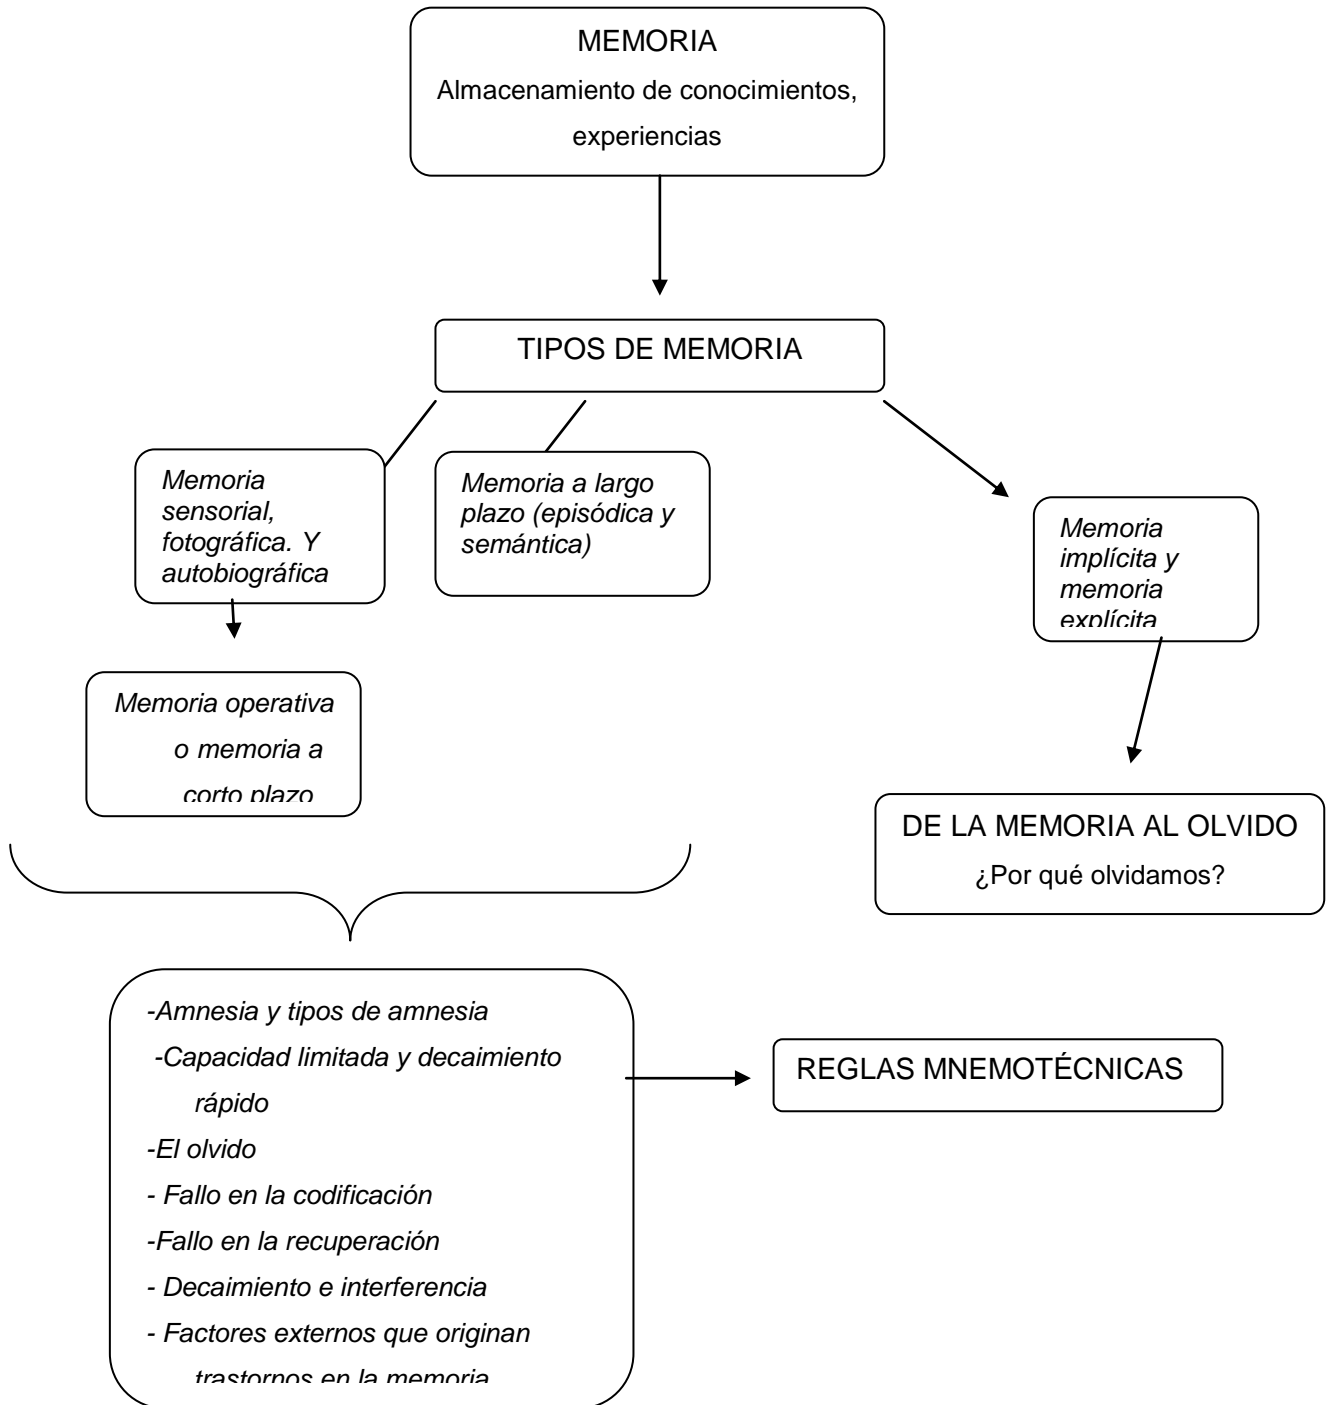 MEMORIA
Almacenamiento de conocimientos,
experiencias
TIPOS DE MEMORIA
Memoria
sensorial,
fotográfica. Y
autobiográfica
Memoria a largo
plazo (episódica y
semántica)
Memoria
implícita y
memoria
explícita
Memoria operativa
o memoria a
corto plazo
DE LA MEMORIA AL OLVIDO
¿Por qué olvidamos?
-Amnesia y tipos de amnesia
-Capacidad limitada y decaimiento
rápido
-El olvido
- Fallo en la codificación
-Fallo en la recuperación
- Decaimiento e interferencia
- Factores externos que originan
trastornos en la memoria
REGLAS MNEMOTÉCNICAS